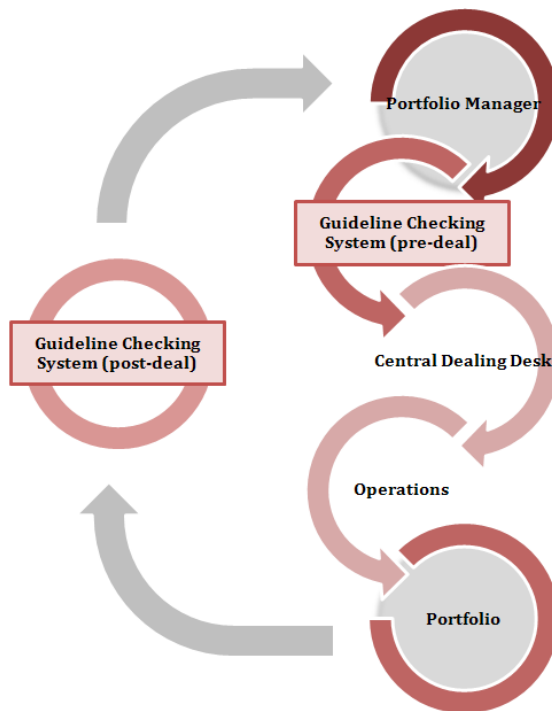 Portfolio Manager
Guideline Checking
System (pre-deal)
Guideline Checking
System (post-deal)
Central Dealing Desk
Operations
Portfolio